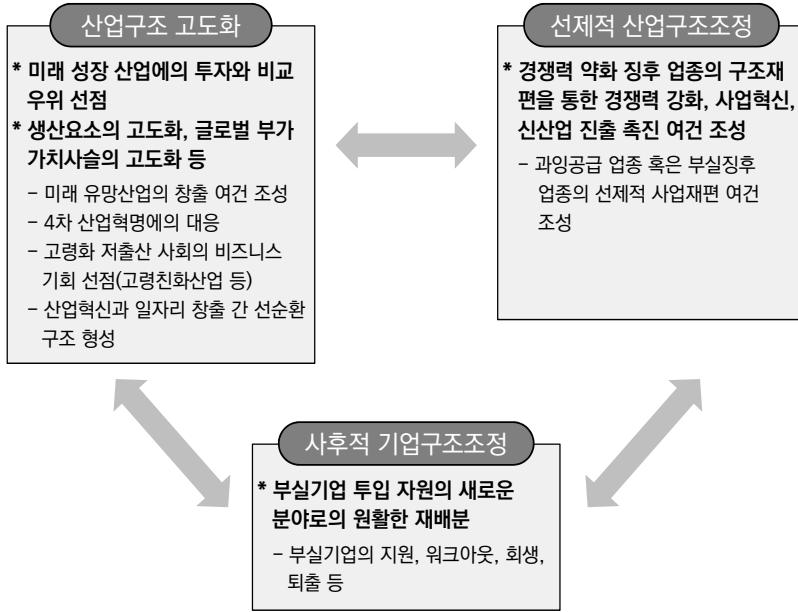 산업구조 고도화
* 미래 성장 산업에의 투자와 비교
우위 선점
* 생산요소의 고도화, 글로벌 부가
가치사슬의 고도화 등
– 미래 유망산업의 창출 여건 조성
– 4차 산업혁명에의 대응
– 고령화 저출산 사회의 비즈니스
기회 선점(고령친화산업 등)
– 산업혁신과 일자리 창출 간 선순환
구조 형성
선제적 산업구조조정
* 경쟁력 약화 징후 업종의 구조재
편을 통한 경쟁력 강화, 사업혁신,
신산업 진출 촉진 여건 조성
– 과잉공급 업종 혹은 부실징후
업종의 선제적 사업재편 여건
조성
사후적 기업구조조정
* 부실기업 투입 자원의 새로운
분야로의 원활한 재배분
– 부실기업의 지원, 워크아웃, 회생,
퇴출 등